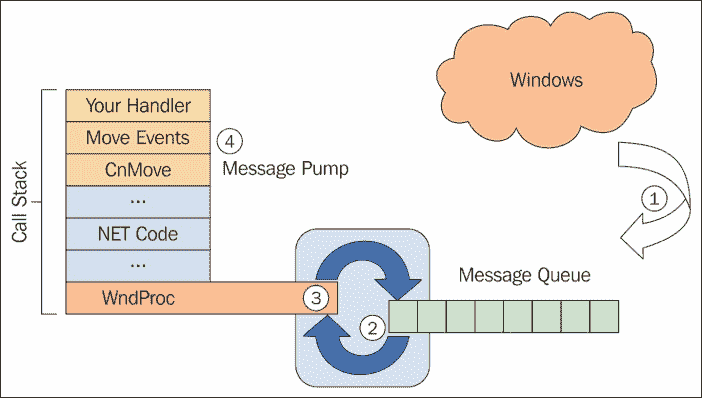 Windows
Your Handler
Move Events
4
CnMove
Message Pump
1
...
Call Stack
NET Code
...
Message Queue
WndProc
3
2